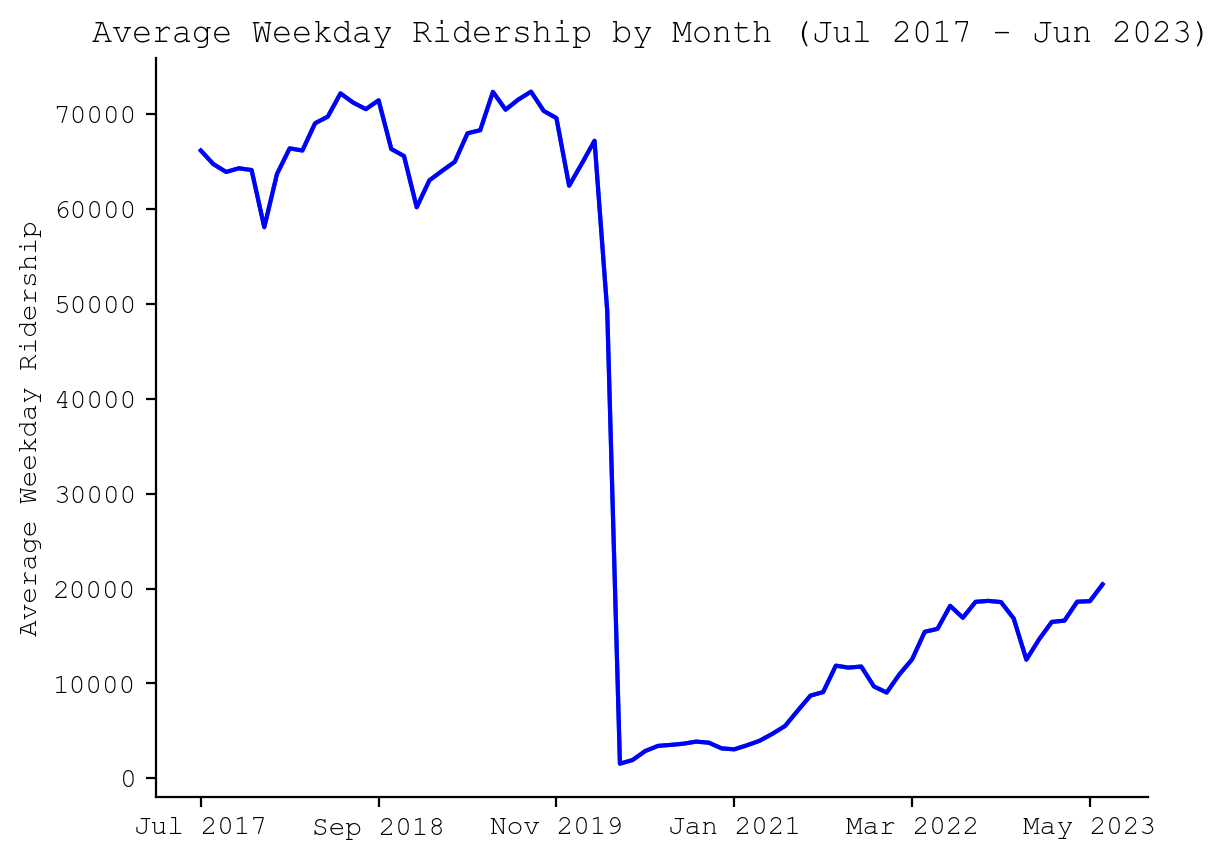 Average Weekday Ridership by Month (Jul 2017 - Jun 2023)
Average Weekday Ridership
70000
60000
50000
40000
30000
20000
10000
0
Jul 2017
Sep 2018
Nov 2019
Jan 2021
Mar 2022
May 2023